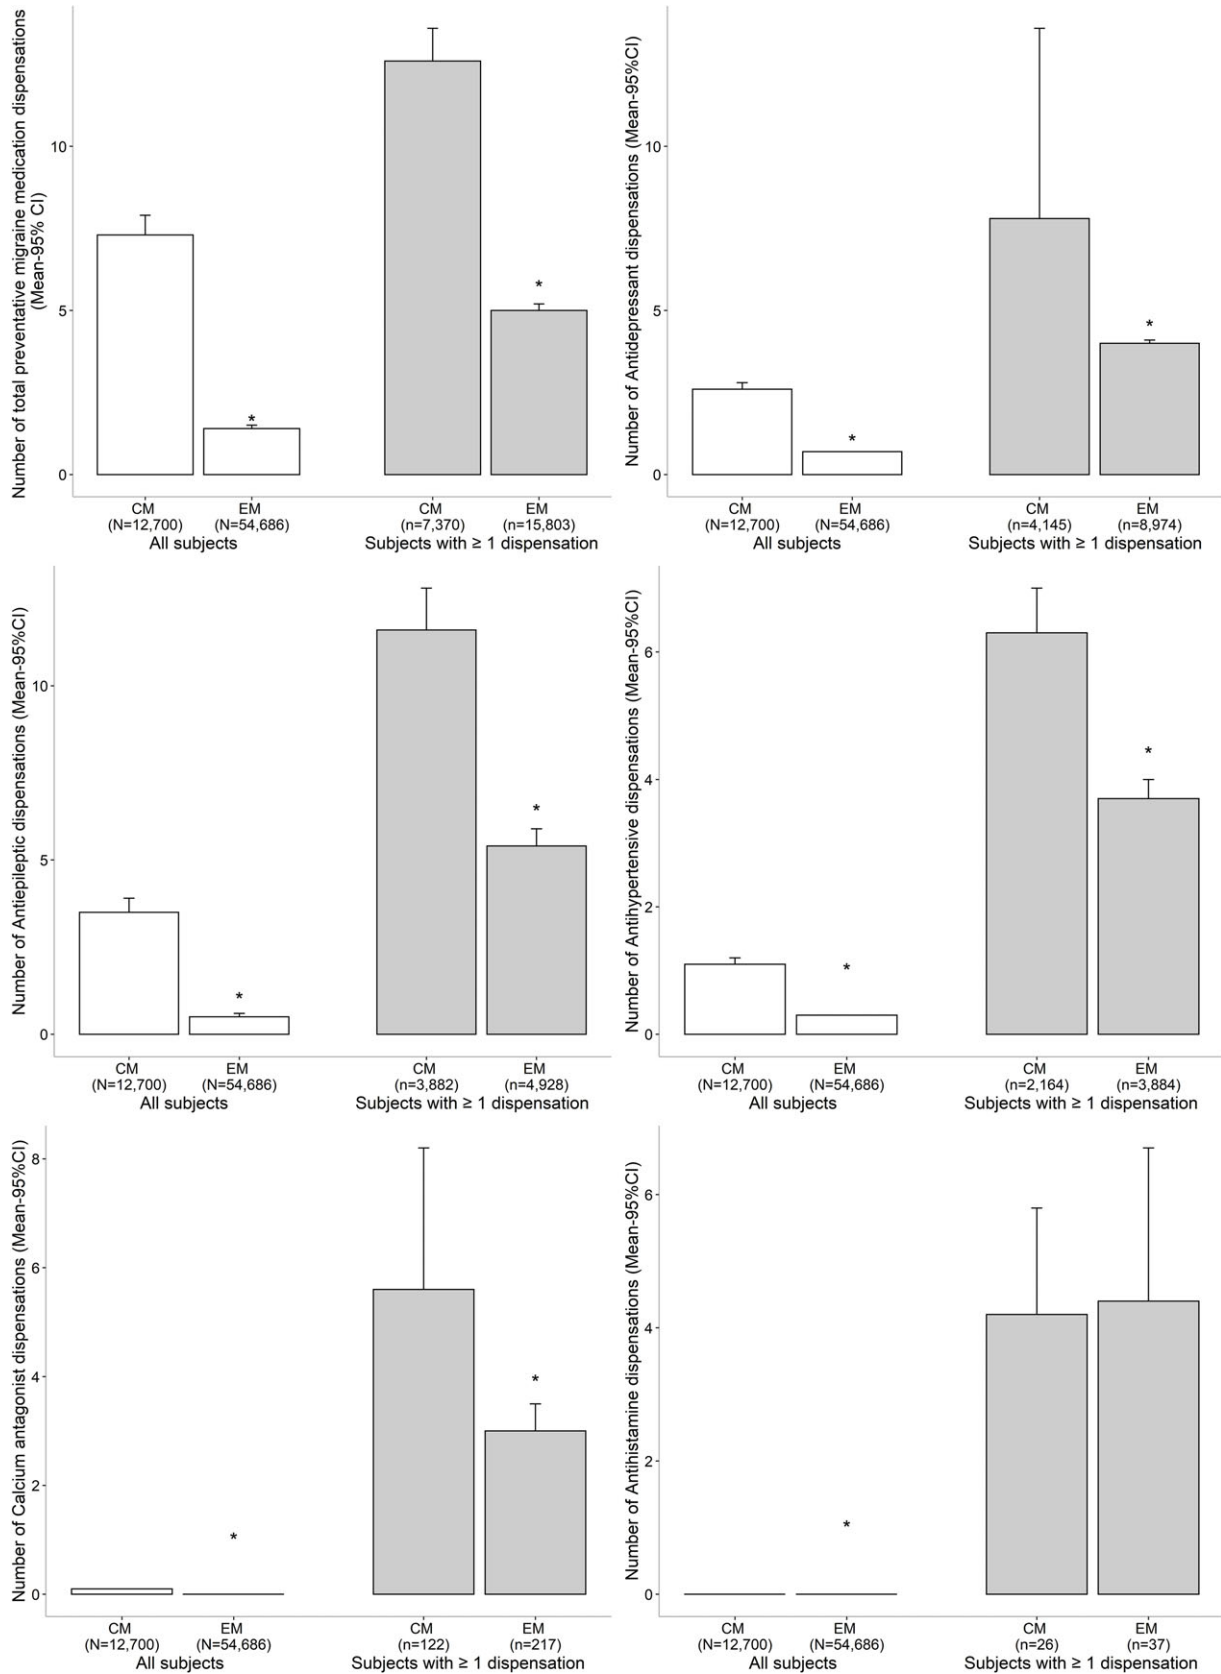 Number of total preventative migraine medication dispensations
(Mean-95% CI)
10
5
0
*
*
CM
(N=12,700)
EM
(N=54,686)
All subjects
CM
(n=7,370)
EM
(n=15,803)
Subjects with ≥ 1 dispensation
Number of Antidepressant dispensations (Mean-95%CI)
10
5
0
*
*
CM
(N=12,700)
EM
(N=54,686)
All subjects
CM
(n=4,145)
EM
(n=8,974)
Subjects with ≥ 1 dispensation
Number of Antiepileptic dispensations (Mean-95%CI)
10
5
0
*
*
CM
(N=12,700)
EM
(N=54,686)
All subjects
CM
(n=3,882)
EM
(n=4,928)
Subjects with ≥ 1 dispensation
Number of Antihypertensive dispensations (Mean-95%CI)
6
4
2
0
*
*
CM
(N=12,700)
EM
(N=54,686)
All subjects
CM
(n=2,164)
EM
(n=3,884)
Subjects with ≥ 1 dispensation
Number of Calcium antagonist dispensations (Mean-95%CI)
8
6
4
2
0
*
*
CM
(N=12,700)
EM
(N=54,686)
All subjects
CM
(n=122)
EM
(n=217)
Subjects with ≥ 1 dispensation
Number of Antihistamine dispensations (Mean-95%CI)
6
4
2
0
*
CM
(N=12,700)
EM
(N=54,686)
All subjects
CM
(n=26)
EM
(n=37)
Subjects with ≥ 1 dispensation